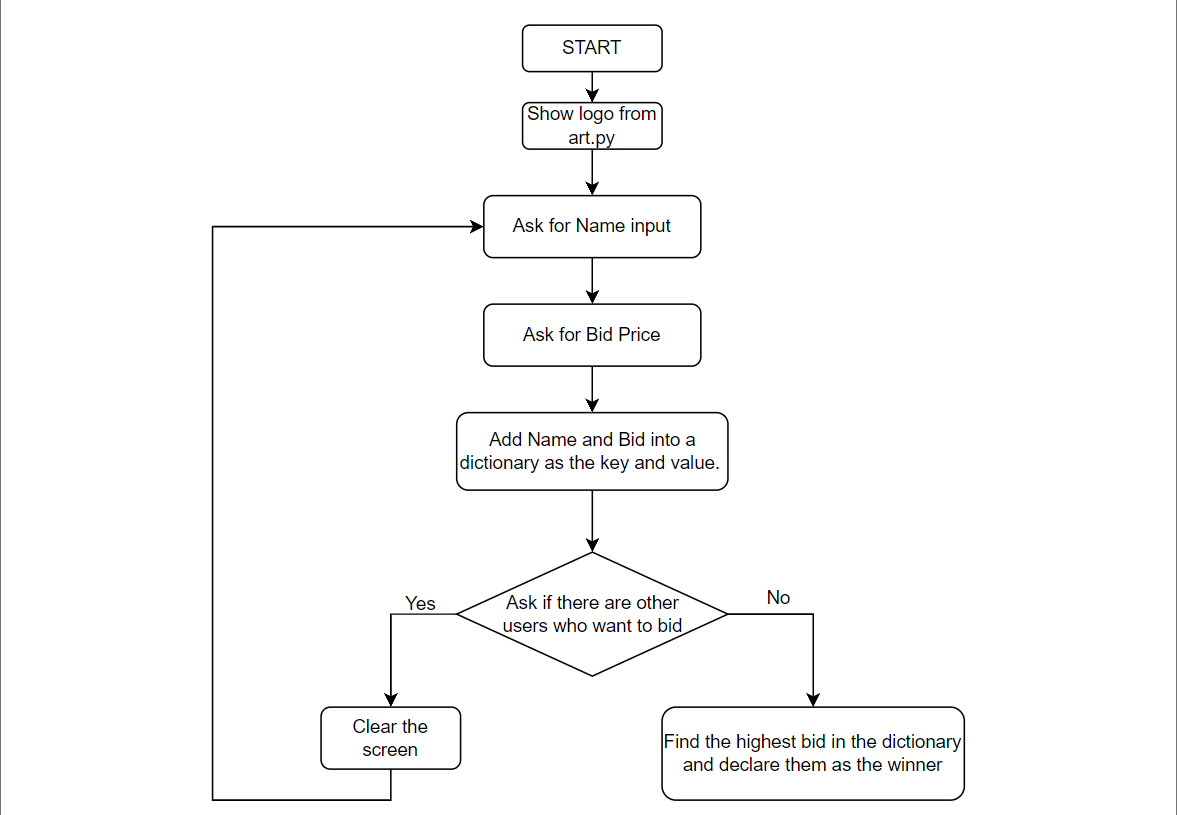 START
Show logo from
art.py
Ask for Name input
Ask for Bid Price
Add Name and Bid into a
dictionary as the key and value.
Ask if there are other
users who want to bid
Yes
No
Clear the
screen
Find the highest bid in the dictionary
and declare them as the winner